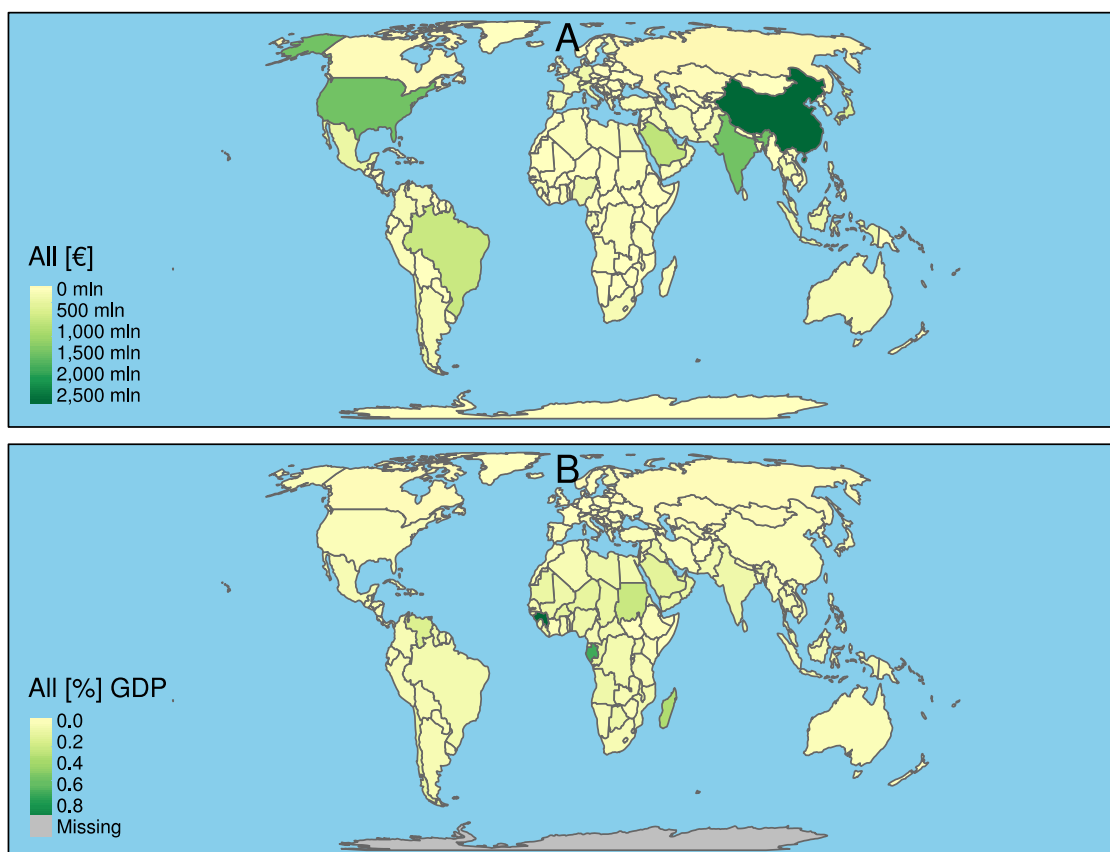 A
All [€]
0 mln
500 mln
1,000 mln
1,500 mln
2,000 mln
2,500 mln
B
All [%] GDP
0.0
0.2
0.4
0.6
0.8
Missing